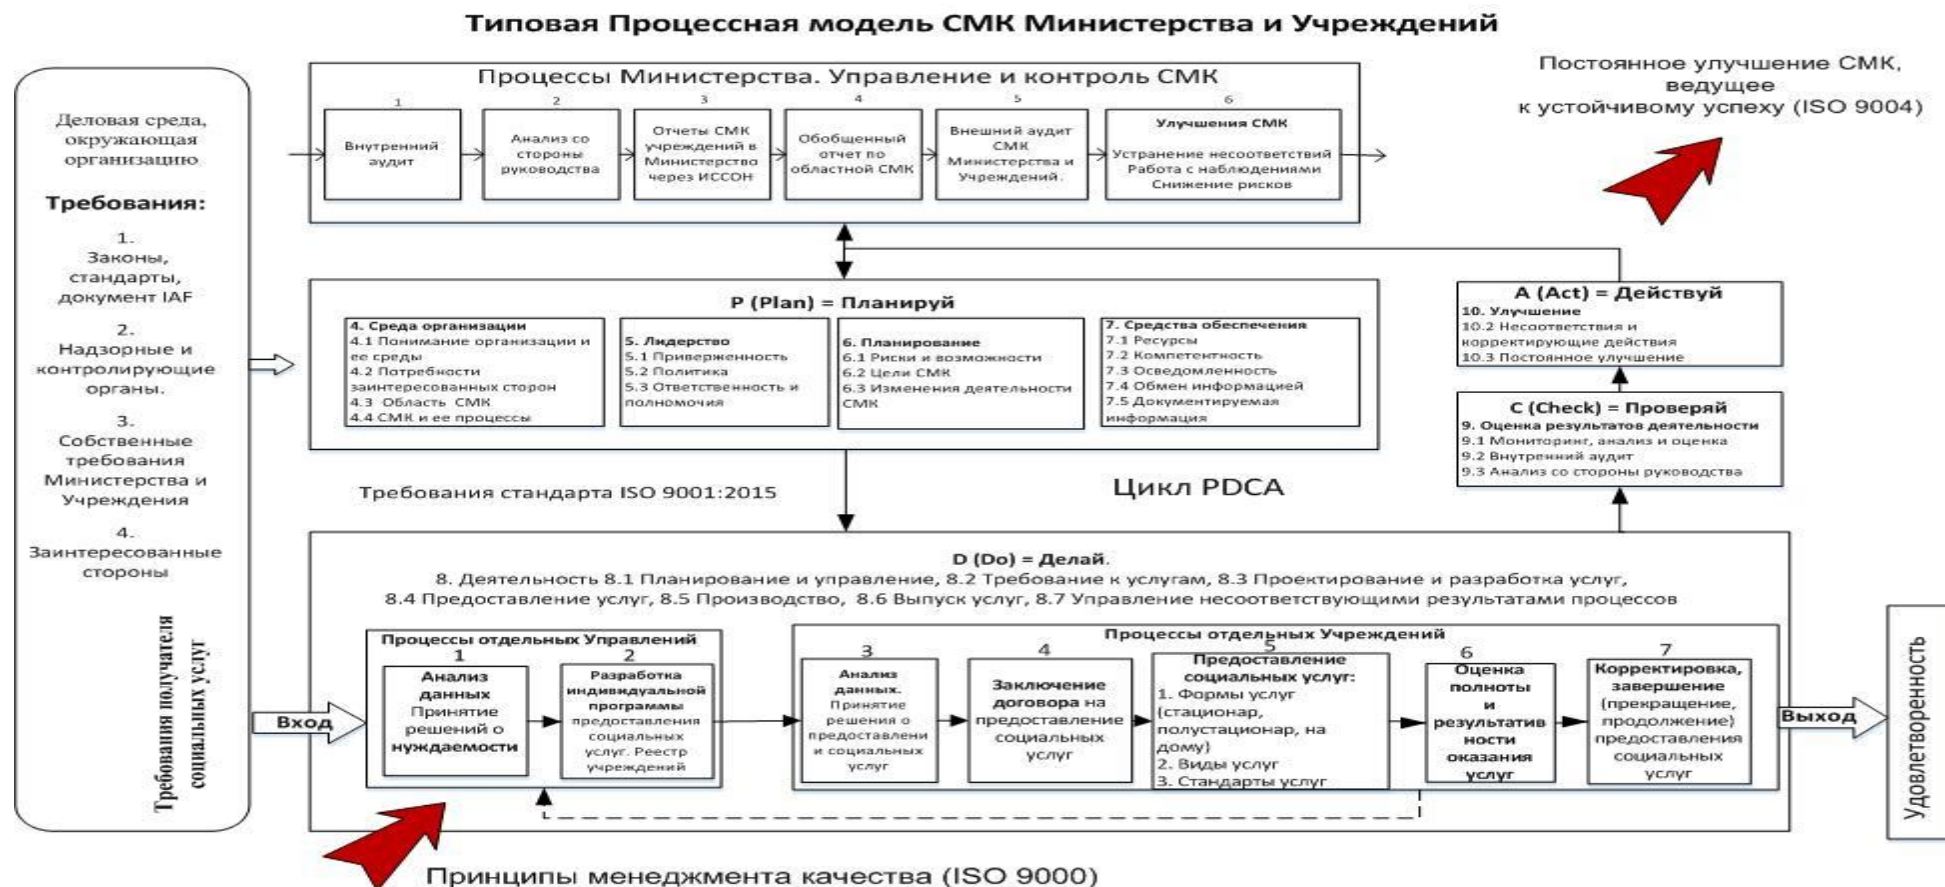 Типовая Процессная модель СМК Министерства и Учреждений
Деловая среда,
окружающая
организацию
Требования:
1.
Законы,
стандарты,
документ IAF
2.
Надзорные и
контролирующие
органы.
3.
Собственные
требования
Министерства и
Учреждения
4.
Заинтересованные
стороны
Требования получателя
социальных услуг
Процессы Министерства. Управление и контроль СМК
1
Внутренний
аудит
2
Анализ со
стороны
руководства
3
Отчеты СМК
учреждений в
Министерство
через ИССОН
4
Обобщенный
отчет по
областной СМК
5
Внешний аудит
СМК
Министерства и
Учреждений.
6
Улучшения СМК
Устранение несоответствий
Работа с наблюдениями
Снижение рисков
Постоянное улучшение СМК,
ведущее
к устойчивому успеху (ISO 9004)
P (Plan) = Планируй
4. Среда организации
4.1 Понимание организации и
ее среды
4.2 Потребности
заинтересованных сторон
4.3 Область СМК
4.4 СМК и ее процессы
5. Лидерство
5.1 Приверженность
5.2 Политика
5.3 Ответственность и
полномочия
6. Планирование
6.1 Риски и возможности
6.2 Цели СМК
6.3 Изменения деятельности
СМК
7. Средства обеспечения
7.1 Ресурсы
7.2 Компетентность
7.3 Осведомленность
7.4 Обмен информацией
7.5 Документируемая
информация
A (Act) = Действуй
10. Улучшение
10.2 Несоответствия и
корректирующие действия
10.3 Постоянное улучшение
C (Check) = Проверяй
9. Оценка результатов деятельности
9.1 Мониторинг, анализ и оценка
9.2 Внутренний аудит
9.3 Анализ со стороны руководства
Требования стандарта ISO 9001:2015
Цикл PDCA
D (Do) = Делай.
8. Деятельность 8.1 Планирование и управление, 8.2 Требование к услугам, 8.3 Проектирование и разработка услуг,
8.4 Предоставление услуг, 8.5 Производство, 8.6 Выпуск услуг, 8.7 Управление несоответствующими результатами процессов
Вход
Процессы отдельных Управлений
1
Анализ
данных
Принятие
решений о
нуждаемости
2
Разработка
индивидуальной
программы
предоставления
социальных
услуг. Реестр
учреждений
Процессы отдельных Учреждений
3
Анализ
данных.
Принятие
решения о
предоставлени
и социальных
услуг
4
Заключение
договора на
предоставление
социальных
услуг
5
Предоставление
социальных услуг:
1. Формы услуг
(стационар,
полустационар, на
дому)
2. Виды услуг
3. Стандарты услуг
6
Оценка
полноты
и
результатив
ности
оказания
услуг
7
Корректировка,
завершение
(прекращение,
продолжение)
предоставления
социальных
услуг
Выход
Удовлетворенность
Принципы менеджмента качества (ISO 9000)